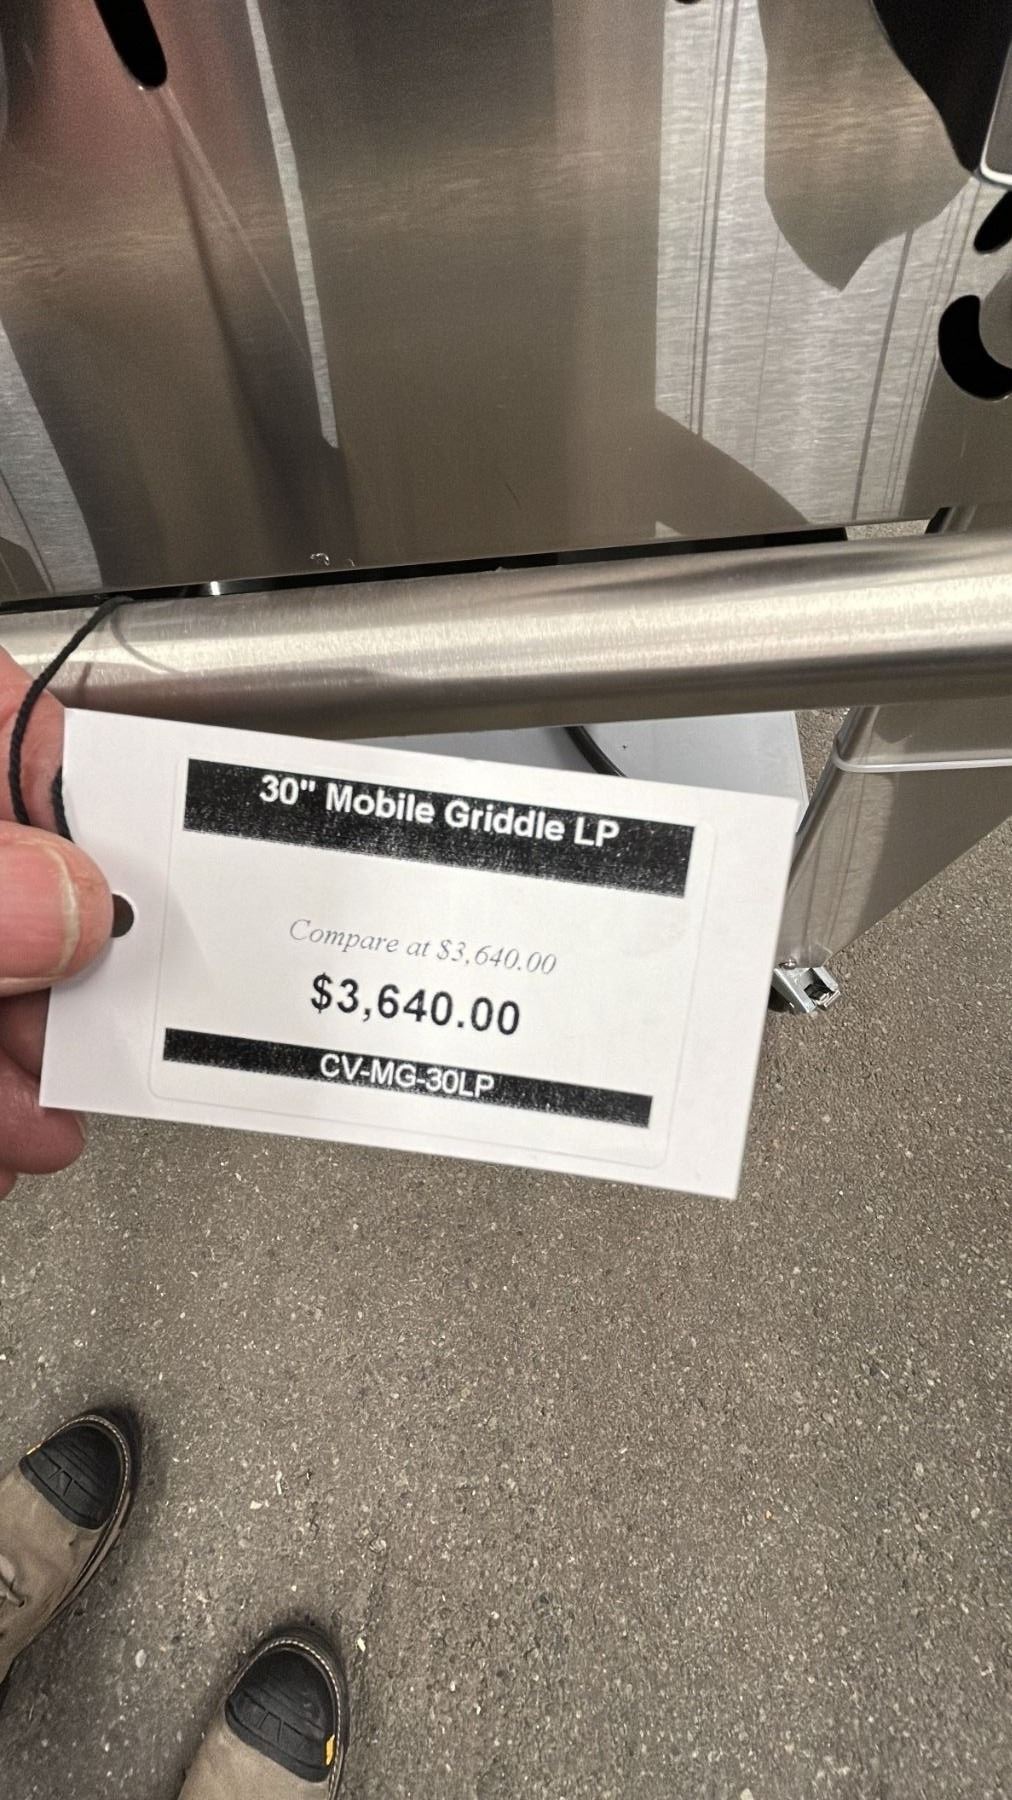 30" Mobile Griddle LP
Compare at $3,640.00
$3,640.00
CV-MG-30LP